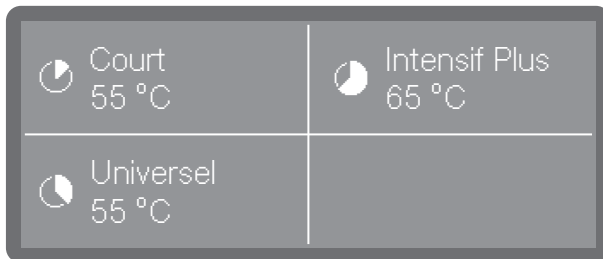 Court
55 °C
Intensif Plus
65 °C
Universel
55 °C